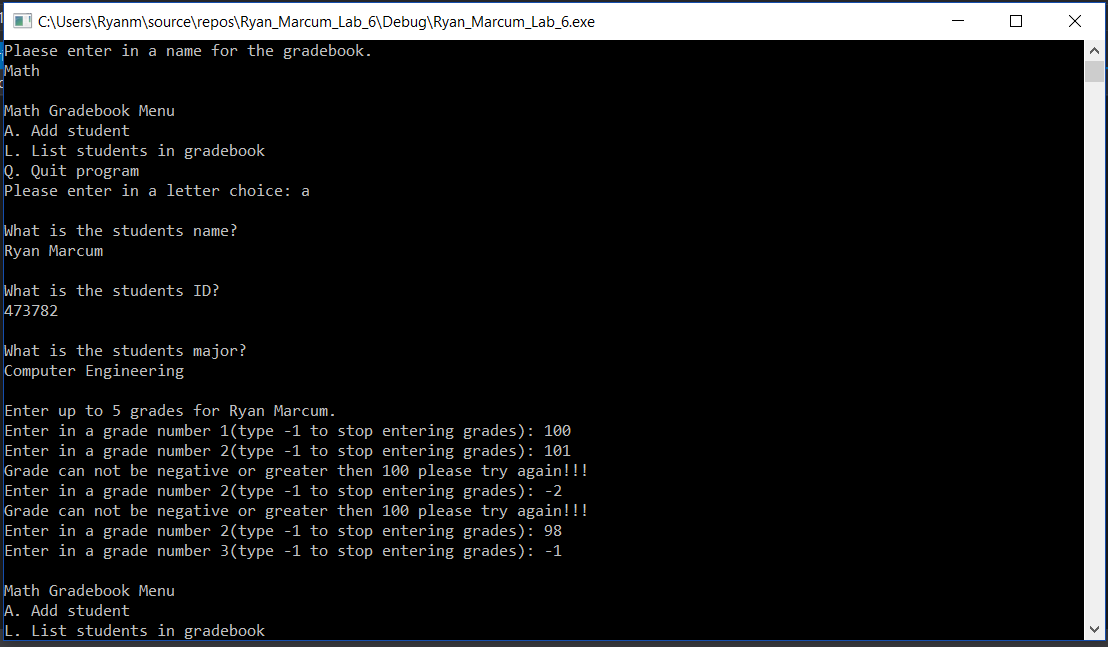 C:\Users\Ryanm\source\repos\Ryan_Marcum_Lab_6\Debug\Ryan_Marcum_Lab_6.exe
Plaese enter in a name for the gradebook.
Math
Math Gradebook Menu
A. Add student
L. List students in gradebook
Q. Quit program
Please enter in a letter choice: a
What is the students name?
Ryan Marcum
What is the students ID?
473782
What is the students major?
Computer Engineering
Enter up to 5 grades for Ryan Marcum.
Enter in a grade number 1(type -1 to stop entering grades): 100
Enter in a grade number 2(type -1 to stop entering grades): 101
Grade can not be negative or greater then 100 please try again!!!
Enter in a grade number 2(type -1 to stop entering grades): -2
Grade can not be negative or greater then 100 please try again!!!
Enter in a grade number 2(type -1 to stop entering grades): 98
Enter in a grade number 3(type -1 to stop entering grades): -1
Math Gradebook Menu
A. Add student
L. List students in gradebook